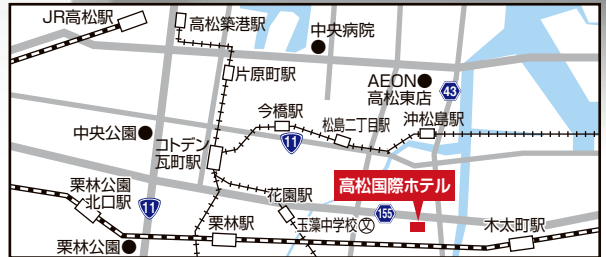 JR高松駅
高松築港駅
中央病院
片原町駅
AEON
高松東店
43
今橋駅
松島二丁目駅
沖松島駅
中央公園
コトデン
瓦町駅
11
高松国際ホテル
栗林公園
北口駅
11
花園駅
155
栗林駅
玉藻中学校
文
木太町駅
栗林公園